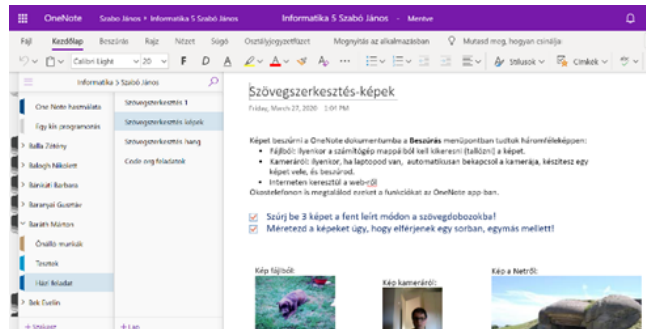 OneNote Szabo János › Informatika 5 Szabó János
Informatika 5 Szabó János - Mentve
Fájl Kezdőlap Beszúrás Rajz Nézet Súgó Osztályjegyzetfüzet Megnyitás az alkalmazásban Mutasd meg, hogyan csinálja
Calibri Light 20 F D A A Stílusok Címkék
Informatika 5 Szabó János
One Note használata
Egy kis programozás
Balla Zétény
Balogh Nikolett
Bánkúti Barbara
Baranyai Gusztáv
Baráth Márton
Önálló munkák
Tesztek
Házi feladat
Bek Evelin
+ Szakasz
Szövegszerkesztés 1
Szövegszerkesztés képek
Szövegszerkesztés hang
Code org feladatok
+ Lap
Szövegszerkesztés-képek
Friday, March 27, 2020 1:04 PM
Képet beszúrni a OneNote dokumentumba a Beszúrás menüpontban tudtok háromféleképpen:
• Fájlból: ilyenkor a számítógép mappáiból kell kikeresni (tallózni) a képet.
• Kameráról: ilyenkor, ha laptopod van, automatikusan bekapcsol a kamerája, készítesz egy
képet vele, és beszúrod.
• Interneten keresztül a web-ről
Okostelefonon is megtalálod ezeket a funkciókat az OneNote app-ban.
Szúrj be 3 képet a fent leírt módon a szövegdobozokba!
Méretezd a képeket úgy, hogy elférjenek egy sorban, egymás mellett!
Kép fájlból:
Kép kameráról:
Kép a Netről: